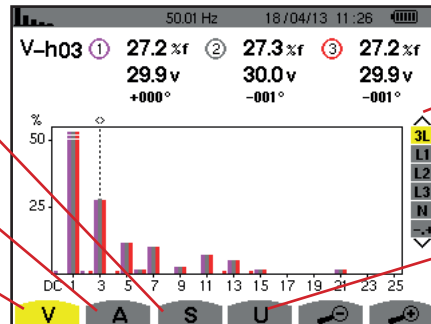 50.01 Hz 18/04/13 11:26
V-h03 1 27.2 %f 2 27.3 %f 3 27.2 %f
29.9 v 30.0 v 29.9 v
+000° -001° -001°
%
50
25
DC 1 3 5 7 9 11 13 15 17 19 21 23 25
3L
L1
L2
L3
N
-.+
V A S U